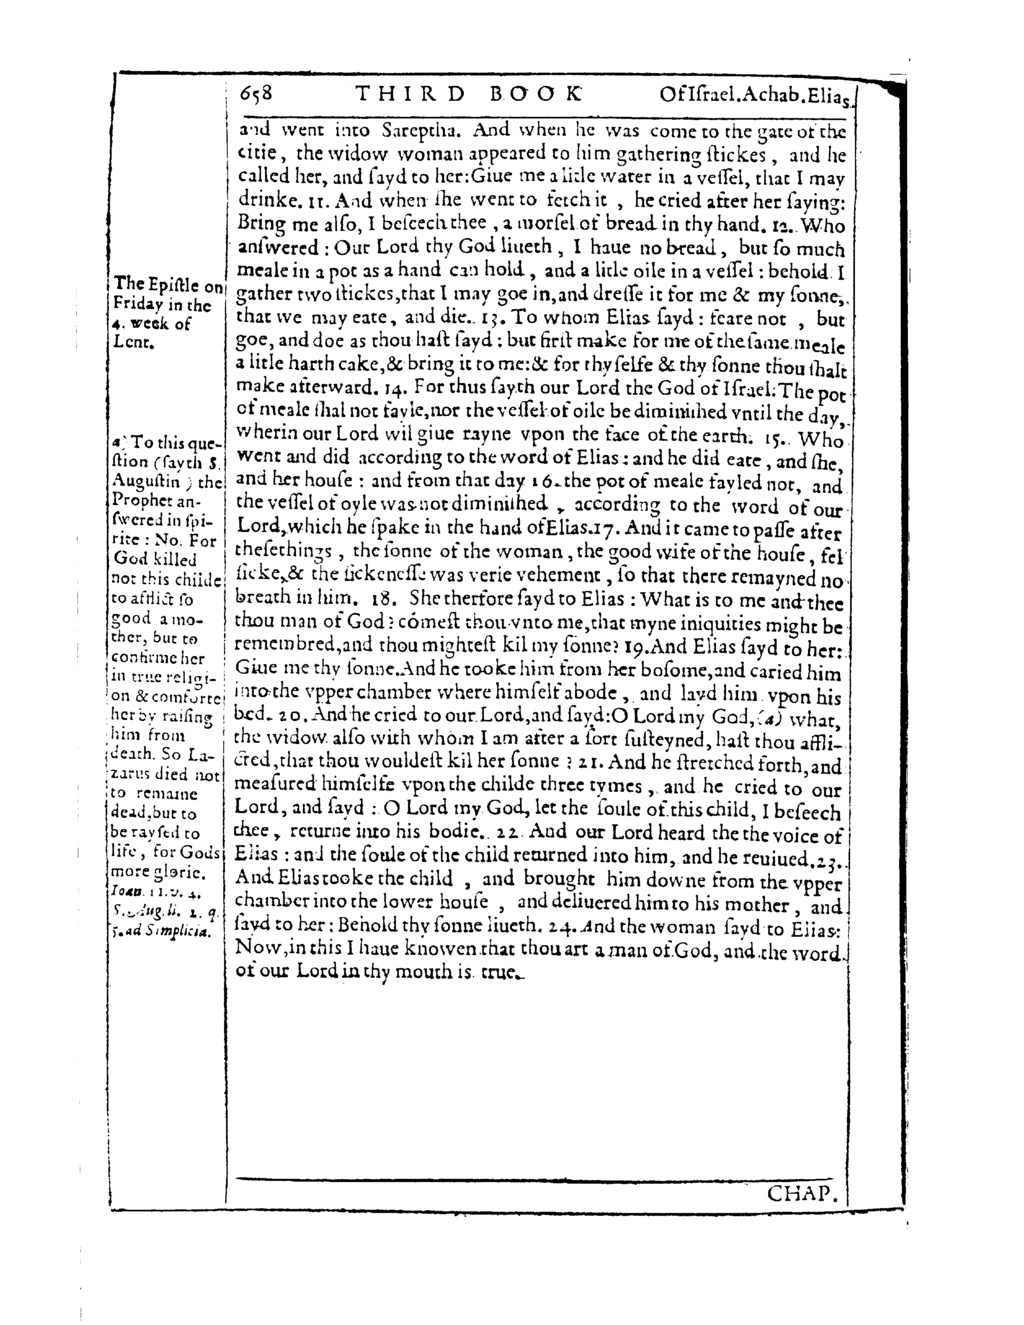 658 THIRD BOOK Of Iſrael. Achab. Elias.
and went into Sareptha. And when he was come to the gate of the
citie, the widow woman appeared to him gathering ſtickes, and he
called her, and ſayd to her: Giue me a litle water in a veſſel, that I may
drinke. 11. And when ſhe went to fetch it, he cried after her ſaying:
Bring me alſo, I beſeech thee, a morſel of bread in thy hand. 12. Who
anſwered: Our Lord thy God liueth, I haue no bread, but ſo much
meale in a pot as a hand can hold, and a litle oile in a veſſel: behold I
gather two ſtickes, that I may goe in, and dreſſe it for me & my ſonne,
that we may eate, and die. 13. To whom Elias ſayd: feare not, but
goe, and doe as thou haſt ſayd: but firſt make for me of the ſame meale
a litle harth cake, & bring it to me: & for thy ſelfe & thy ſonne thou ſhalt
make afterward. 14. For thus ſayth our Lord the God of Iſrael: The pot
of meale ſhal not fayle, nor the veſſel of oile be diminiſhed vntil the day,
wherin our Lord wil giue rayne vpon the face of the earth. 15. Who
went and did according to the word of Elias: and he did eate, and ſhe,
and her houſe: and from that day 16. the pot of meale fayled not, and
the veſſel of oyle was not diminiſhed, according to the word of our
Lord, which he ſpake in the hand of Elias. 17. And it came to paſſe after
theſe things, the ſonne of the woman, the good wife of the houſe, fel
ſicke, & the ſickeneſſe was verie vehement, ſo that there remayned no
breath in him. 18. She therfore ſayd to Elias: What is to me and thee
thou man of God? comeſt thou vnto me, that myne iniquities might be
remembred, and thou mighteſt kil my ſonne? 19. And Elias ſayd to her:
Giue me thy ſonne. And he tooke him from her boſome, and caried him
into the vpper chamber where himſelf abode, and layd him vpon his
bed. 20. And he cried to our Lord, and ſayd: O Lord my God, (a) what,
the widow alſo with whom I am after a ſort ſuſteyned, haſt thou affli-
cted, that thou wouldeſt kil her ſonne? 21. And he ſtretched forth, and
meaſured himſelfe vpon the childe three tymes, and he cried to our
Lord, and ſayd: O Lord my God, let the ſoule of this child, I beſeech
thee, returne into his bodie. 22. And our Lord heard the the voice of
Elias: and the ſoule of the child returned into him, and he reuiued. 23.
And Elias tooke the child, and brought him downe from the vpper
chamber into the lower houſe, and deliuered him to his mother, and
ſayd to her: Behold thy ſonne liueth. 24. And the woman ſayd to Elias:
Now, in this I haue knowen that thou art a man of God, and the word
of our Lord in thy mouth is true.
The Epiſtle on
Friday in the
4. week of
Lent.
a To this que-
ſtion (ſayth S.
Auguſtin) the
Prophet an-
ſwered in ſpi-
rite: No. For
God killed
not this childe
to afflict ſo
good a mo-
ther, but to
confirme her
in true religi-
on & comforte
her by raiſing
him from
death. So La-
zarus died not
to remaine
dead, but to
be rayſed to
life, for Gods
more glorie.
Ioan. 11. v. 4.
S. Aug. li. 2. q.
5. ad Simplicia.
CHAP.